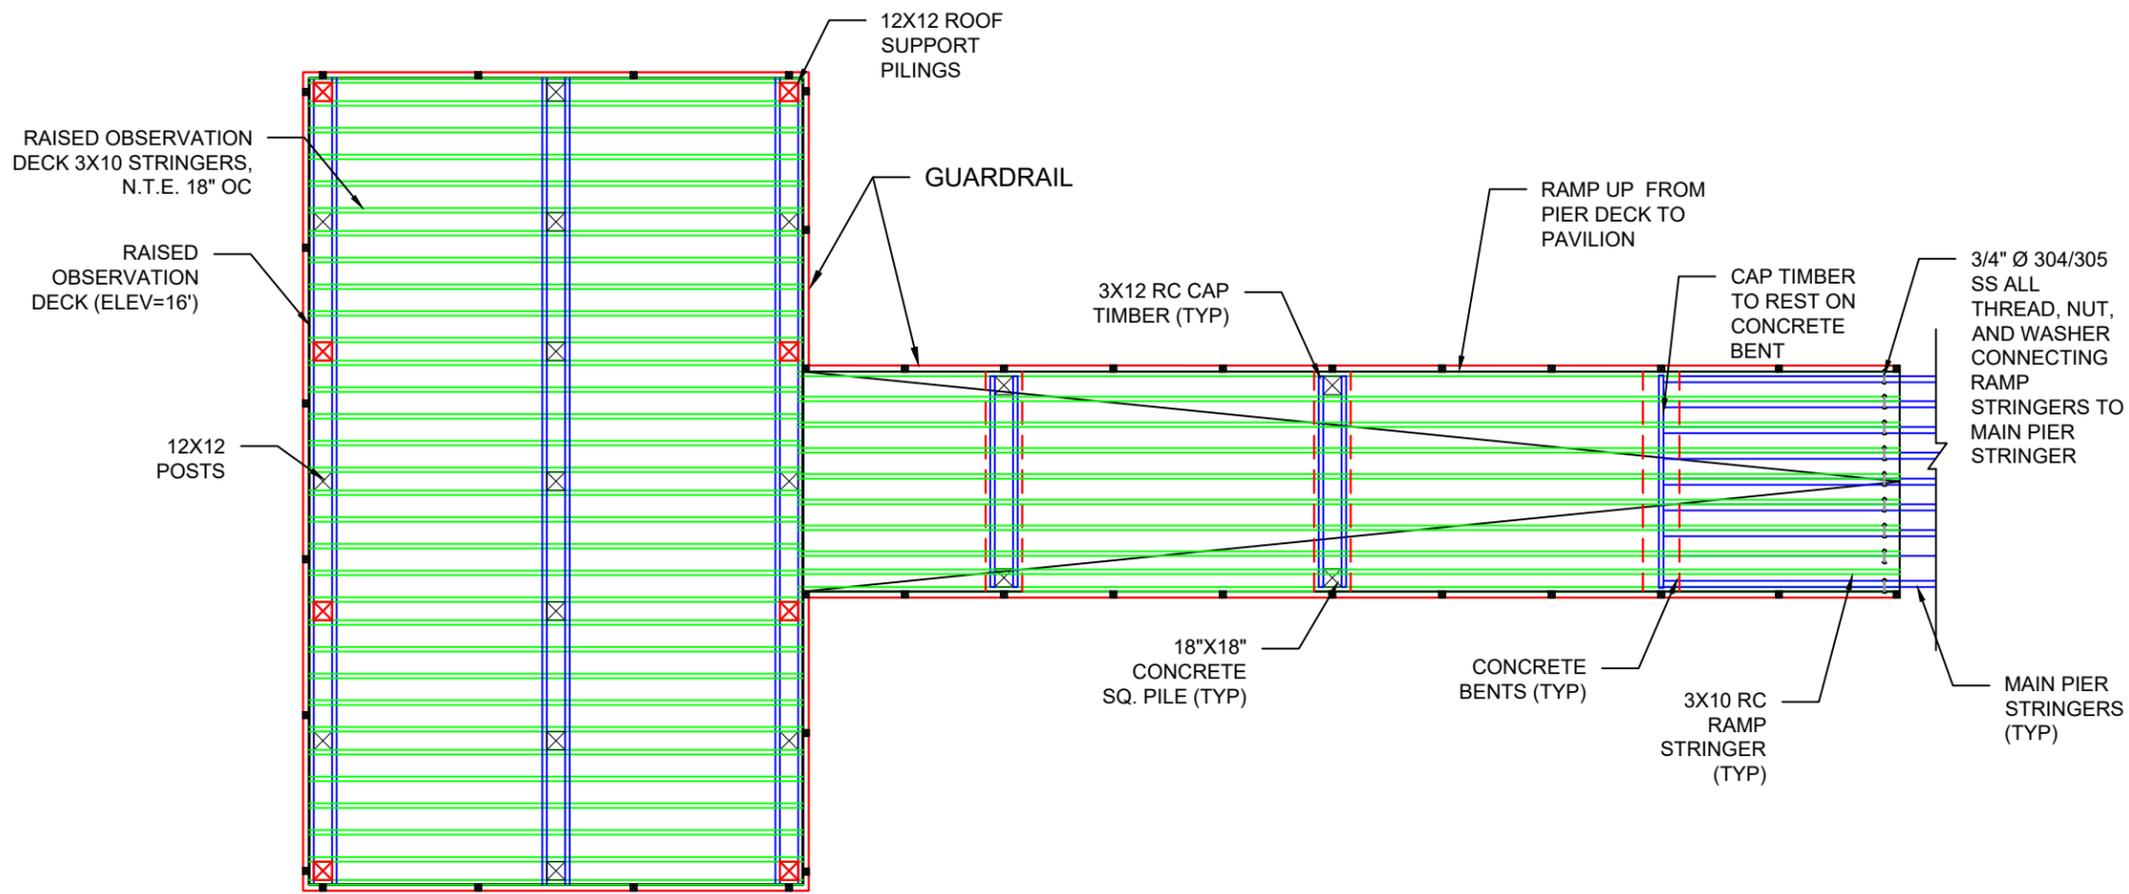 12X12 ROOF
SUPPORT
PILINGS
RAISED OBSERVATION
DECK 3X10 STRINGERS,
N.T.E. 18" OC
GUARDRAIL
RAMP UP FROM
PIER DECK TO
PAVILION
RAISED
OBSERVATION
DECK (ELEV=16')
3X12 RC CAP
TIMBER (TYP)
CAP TIMBER
TO REST ON
CONCRETE
BENT
3/4" Ø 304/305
SS ALL
THREAD, NUT,
AND WASHER
CONNECTING
RAMP
STRINGERS TO
MAIN PIER
STRINGER
12X12
POSTS
18"X18"
CONCRETE
SQ. PILE (TYP)
CONCRETE
BENTS (TYP)
3X10 RC
RAMP
STRINGER
(TYP)
MAIN PIER
STRINGERS
(TYP)